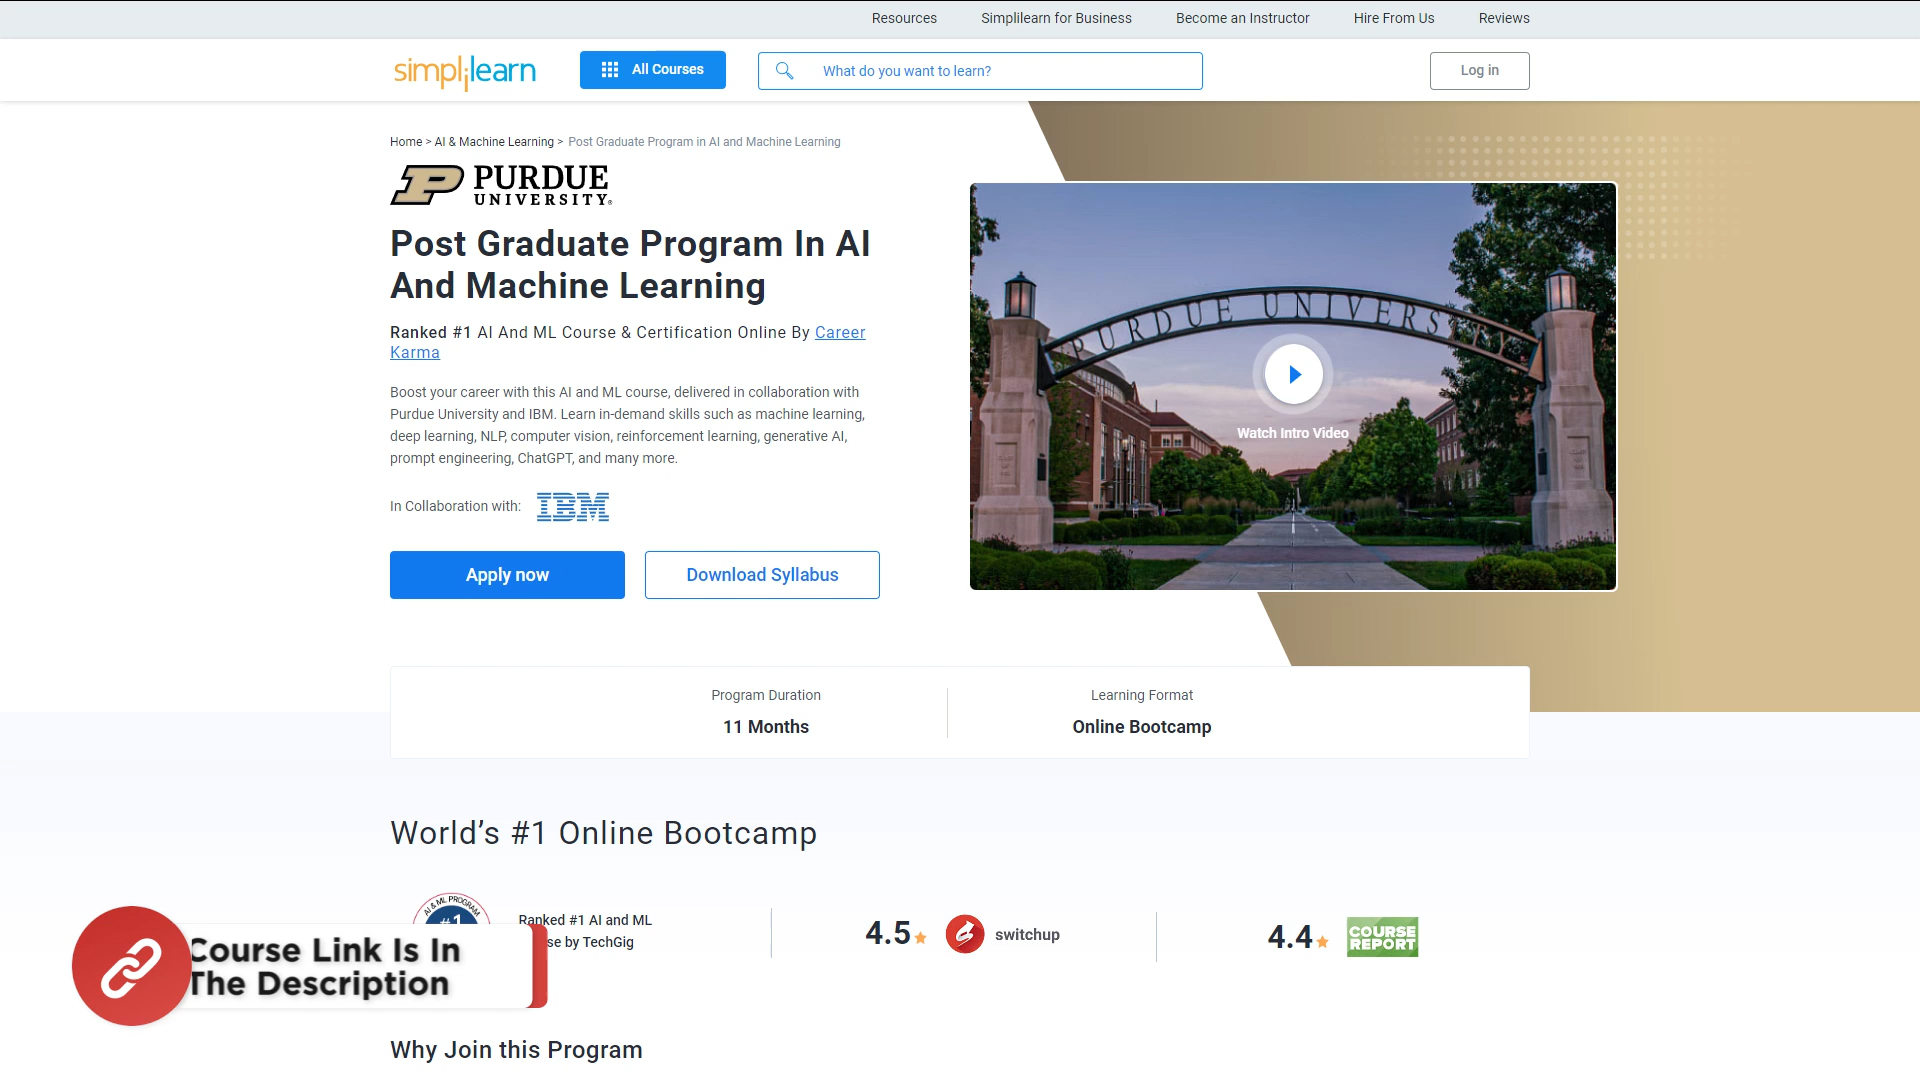 Resources Simplilearn for Business Become an Instructor Hire From Us Reviews
simplilearn All Courses What do you want to learn? Log in
Home > AI & Machine Learning > Post Graduate Program in AI and Machine Learning
PURDUE
UNIVERSITY
Post Graduate Program In AI
And Machine Learning
Ranked #1 AI And ML Course & Certification Online By Career
Karma
Boost your career with this AI and ML course, delivered in collaboration with
Purdue University and IBM. Learn in-demand skills such as machine learning,
deep learning, NLP, computer vision, reinforcement learning, generative AI,
prompt engineering, ChatGPT, and many more.
In Collaboration with: IBM
Apply now Download Syllabus
PURDUE UNIVERSITY
Watch Intro Video
Program Duration
11 Months
Learning Format
Online Bootcamp
World’s #1 Online Bootcamp
AI & ML PROGRAM
#1
Ranked #1 AI and ML
se by TechGig
4.5 switchup
4.4 COURSE
REPORT
Course Link Is In
The Description
Why Join this Program